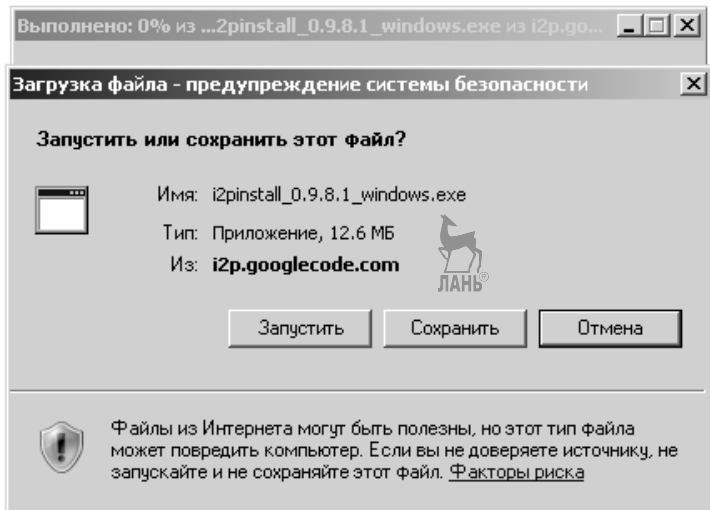 Выполнено: 0% из ...2pinstall_0.9.8.1_windows.exe из i2p.go...
Загрузка файла - предупреждение системы безопасности
Запустить или сохранить этот файл?
Имя: i2pinstall_0.9.8.1_windows.exe
Тип: Приложение, 12.6 МБ
Из: i2p.googlecode.com
ЛАНЬ®
Запустить Сохранить Отмена
Файлы из Интернета могут быть полезны, но этот тип файла
может повредить компьютер. Если вы не доверяете источнику, не
запускайте и не сохраняйте этот файл. Факторы риска